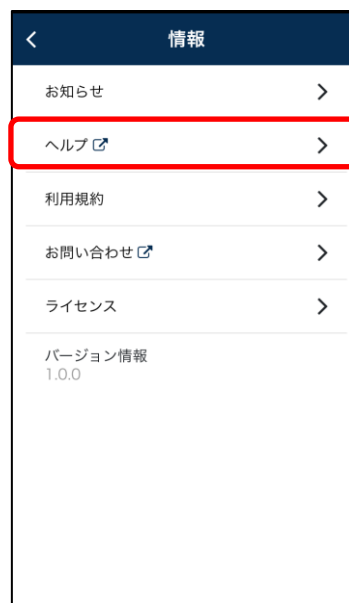 情報
お知らせ
ヘルプ
利用規約
お問い合わせ
ライセンス
バージョン情報
1.0.0